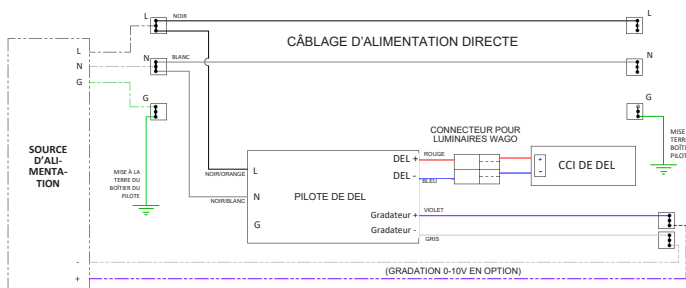 L
NOIR
L
CÂBLAGE D'ALIMENTATION DIRECTE
L
N
BLANC
N
N
G
G
G
SOURCE
D'ALI-
MENTA-
TION
MISE À LA
TERRE DU
BOÎTIER DU
PILOTE
MISE
TERRE
BOÎTI
PILOT
CONNECTEUR POUR
LUMINAIRES WAGO
NOIR/ORANGE
L
DEL +
ROUGE
+
-
CCI DE DEL
DEL -
BLEU
NOIR/BLANC
N
PILOTE DE DEL
G
Gradateur +
VIOLET
Gradateur -
GRIS
-
(GRADATION 0-10V EN OPTION)
+